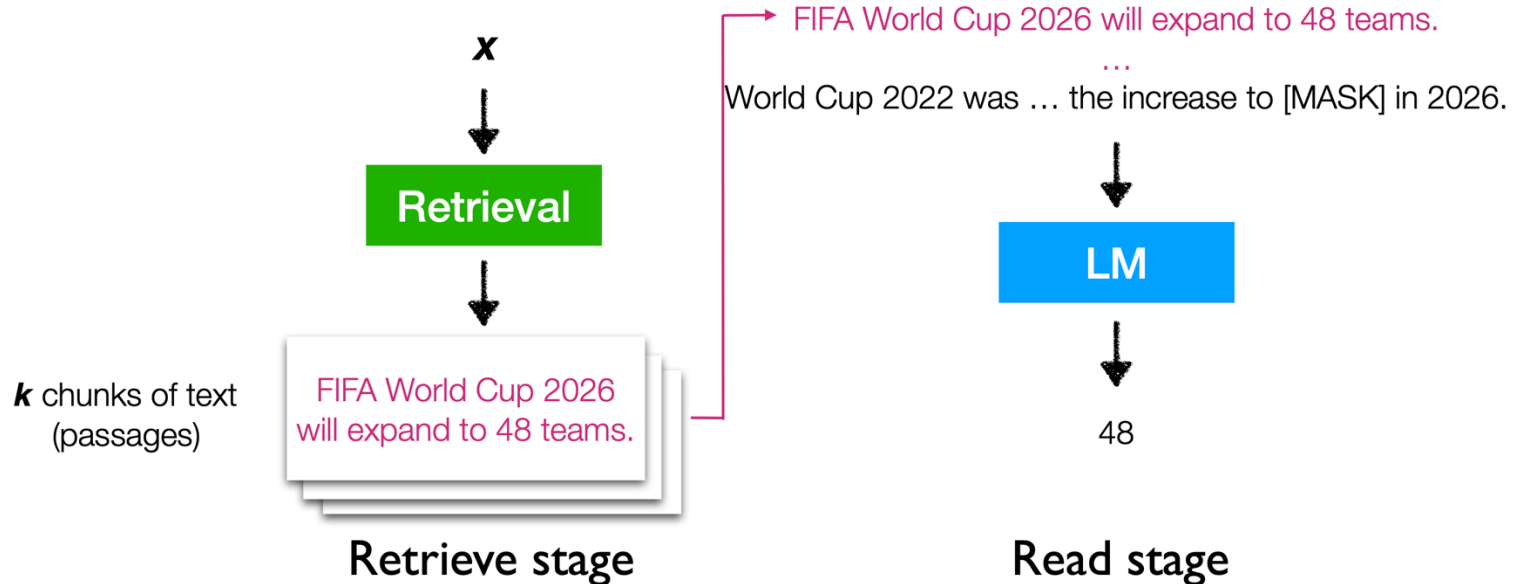 x
Retrieval
k chunks of text
(passages)
FIFA World Cup 2026
will expand to 48 teams.
Retrieve stage
FIFA World Cup 2026 will expand to 48 teams.
...
World Cup 2022 was ... the increase to [MASK] in 2026.
LM
48
Read stage